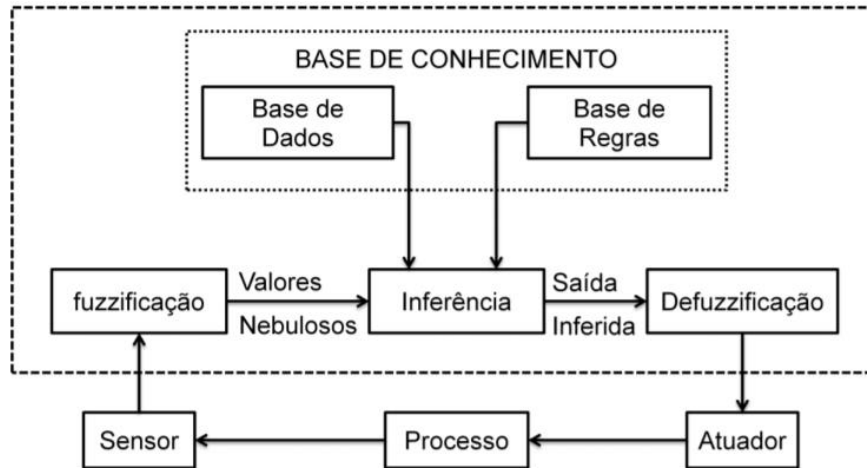 BASE DE CONHECIMENTO
Base de
Dados
Base de
Regras
fuzzificação
Valores
Nebulosos
Inferência
Saída
Inferida
Defuzzificação
Sensor
Processo
Atuador